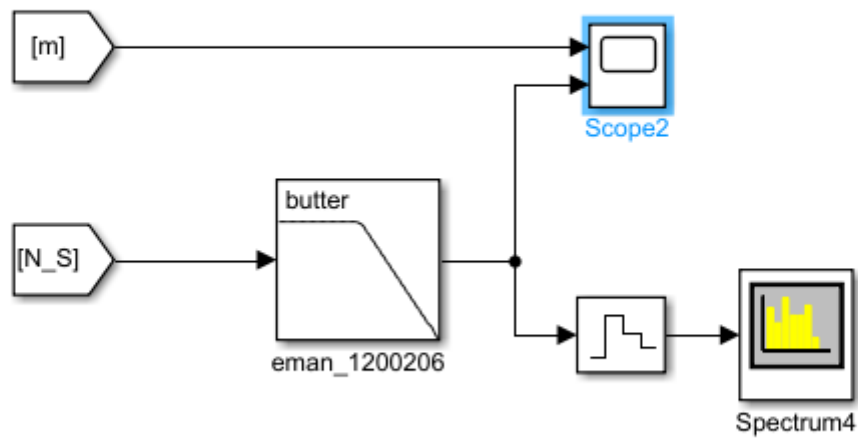 [m]
Scope2
butter
[N_S]
eman_1200206
Spectrum4